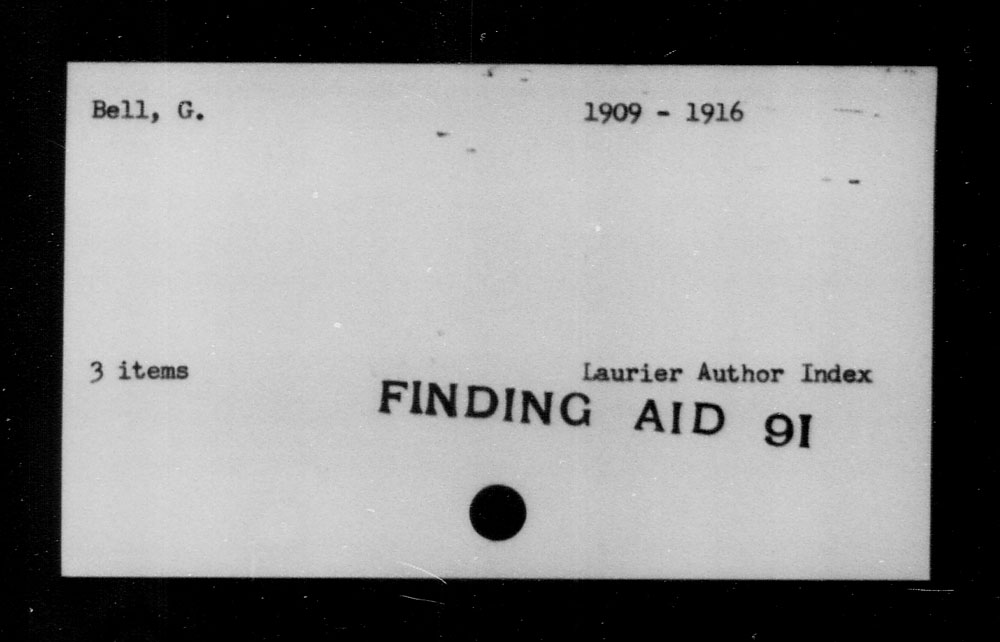 Bell, G. 1909 - 1916
3 items Laurier Author Index
FINDING AID 91